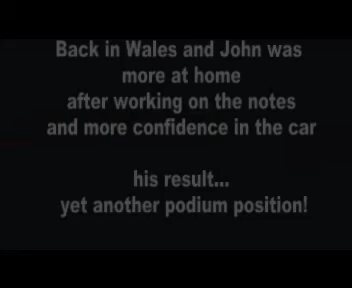 Back in Wales and John was
more at home
after working on the notes
and more confidence in the car
his result...
yet another podium position!